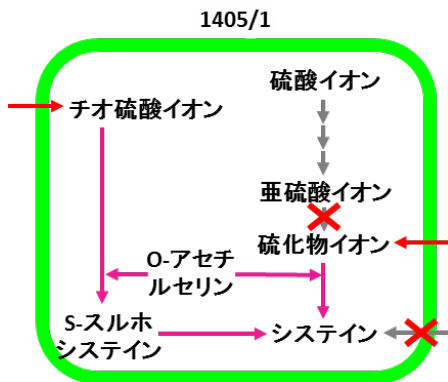 1405/1
硫酸イオン
チオ硫酸イオン
亜硫酸イオン
硫化物イオン
O-アセチ
ルセリン
S-スルホ
システイン
システイン